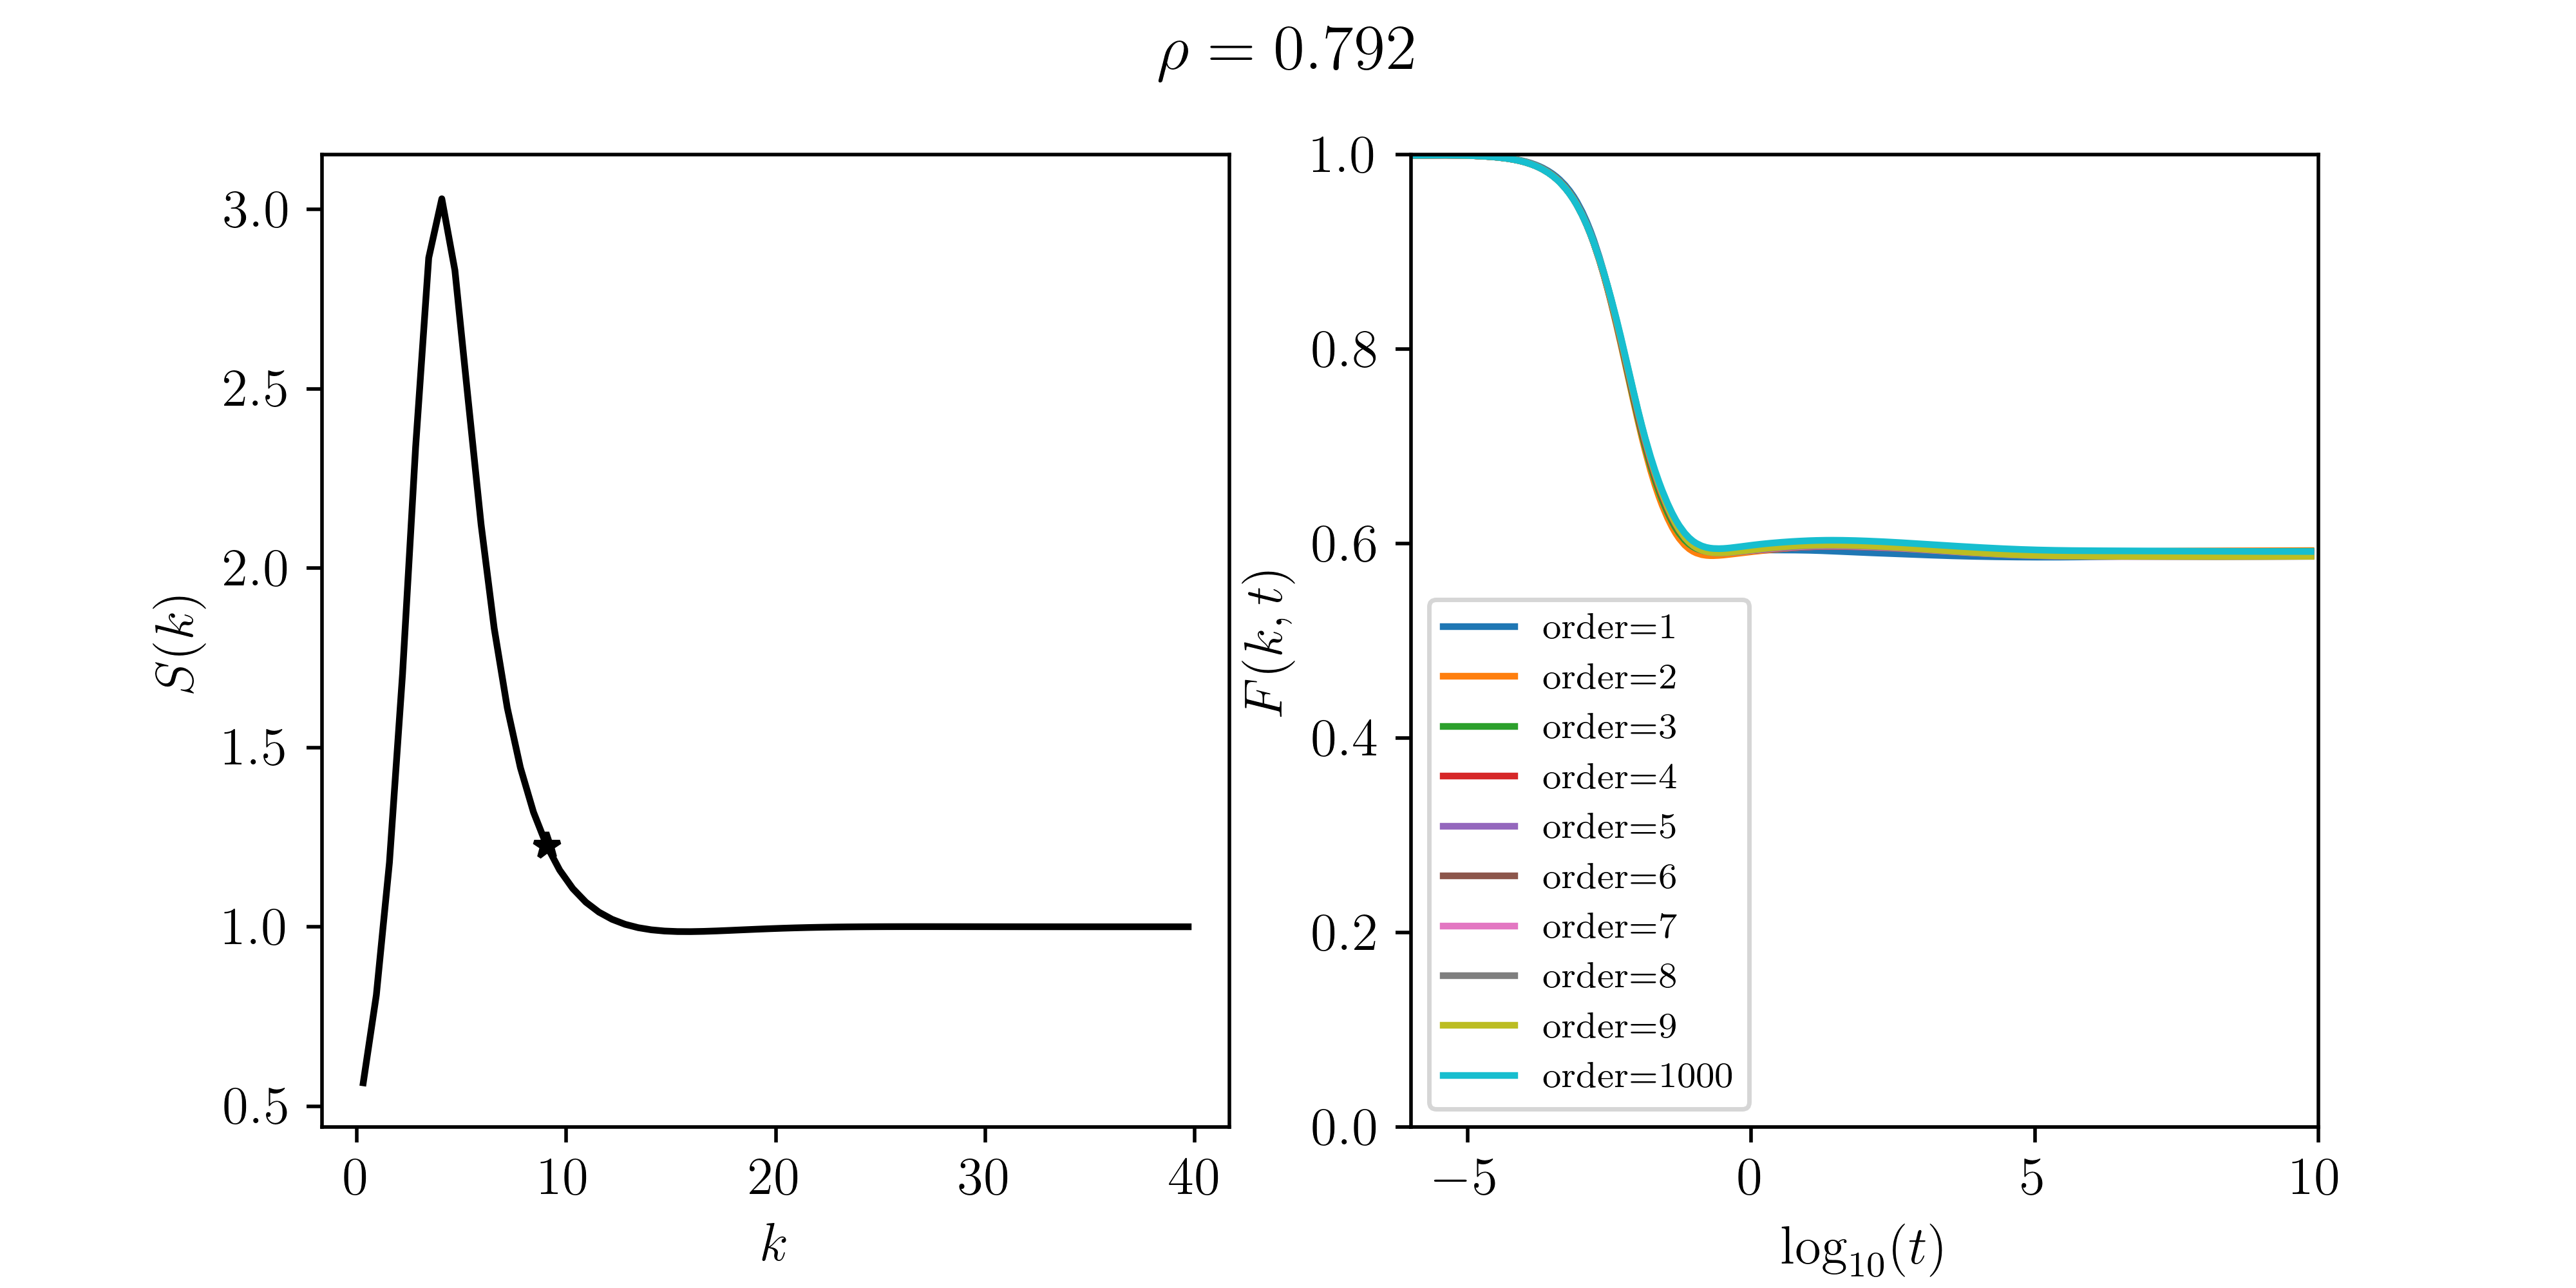 ρ = 0.792
S(k)
3.0
2.5
2.0
1.5
1.0
0.5
0 10 20 30 40
k
F(k, t)
1.0
0.8
0.6
0.4
0.2
0.0
order=1
order=2
order=3
order=4
order=5
order=6
order=7
order=8
order=9
order=1000
−5 0 5 10
log₁₀(t)